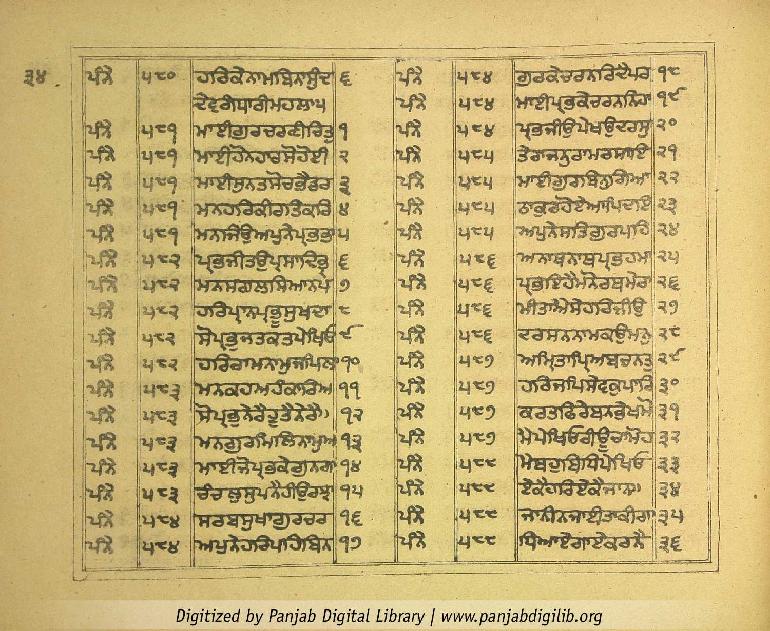 ੩੪
ਪੰਨੈ ੫੮੦ ਹਰਿਕੇਨਾਮਬਿਨਾਸੁੰਦ ੬
ਦੇਵਗੰਧਾਰੀਮਹਲਾ੫
ਪੰਨੈ ੫੮੧ ਮਾਈਗੁਰਚਰਣੀਚਿਤੁ ੧
ਪੰਨੈ ੫੮੧ ਮਾਈਹੋਨਹਾਰਸੋਹੋਈ ੨
ਪੰਨੈ ੫੮੧ ਮਾਈਸੁਨਤਸੋਚਭੈਡਰ ੩
ਪੰਨੈ ੫੮੧ ਮਨਹਰਿਕੀਰਤਿਕਰਿ ੪
ਪੰਨੈ ੫੮੧ ਮਨਜਿਉਅਪੁਨੇਪ੍ਰਭਭਾ ੫
ਪੰਨੈ ੫੮੨ ਪ੍ਰਭਜੀਤਉਪ੍ਰਸਾਦਿਭ੍ਰ ੬
ਪੰਨੈ ੫੮੨ ਮਨਸਗਲਸਿਆਨਪ ੭
ਪੰਨੈ ੫੮੨ ਹਰਿਪ੍ਰਾਨਪ੍ਰਭੂਸੁਖਦਾ ੮
ਪੰਨੈ ੫੮੨ ਸੋਪ੍ਰਭੁਜਤਕਤਪੇਖਿਓ ੯
ਪੰਨੈ ੫੮੨ ਹਰਿਰਾਮਨਾਮੁਜਪਿਲਾ ੧੦
ਪੰਨੈ ੫੮੩ ਮਨਕਹਅਹੰਕਾਰਿਅ ੧੧
ਪੰਨੈ ੫੮੩ ਸੋਪ੍ਰਭੁਨੇਰੈਹੂਤੈਨੇਰੈ ੧੨
ਪੰਨੈ ੫੮੩ ਮਨਗੁਰਮਿਲਿਨਾਮੁਅ ੧੩
ਪੰਨੈ ੫੮੩ ਮਾਈਜੋਪ੍ਰਭਕੇਗੁਨਗਾ ੧੪
ਪੰਨੈ ੫੮੩ ਚੰਚਲੁਸੁਪਨੈਹੀਉਰਝਾ ੧੫
ਪੰਨੈ ੫੮੪ ਸਰਬਸੁਖਾਗੁਰਚਰ ੧੬
ਪੰਨੈ ੫੮੪ ਅਪੁਨੇਹਰਿਪਹਿਬਿਨ ੧੭
ਪੰਨੈ ੫੮੪ ਗੁਰਕੇਚਰਨਰਿਦੈਪਰ ੧੮
ਪੰਨੈ ੫੮੪ ਮਾਈਪ੍ਰਭਕੇਚਰਨਨਿਹਾ ੧੯
ਪੰਨੈ ੫੮੪ ਪ੍ਰਭਜੀਉਪੇਖਉਦਰਸੁ ੨੦
ਪੰਨੈ ੫੮੫ ਤੇਰਾਜਨੁਰਾਮਰਸਾਇ ੨੧
ਪੰਨੈ ੫੮੫ ਮਾਈਗੁਰਬਿਨੁਗਿਆ ੨੨
ਪੰਨੈ ੫੮੫ ਠਾਕੁਰਹੋਏਆਪਿਦਇ ੨੩
ਪੰਨੈ ੫੮੫ ਅਪੁਨੇਸਤਿਗੁਰਪਹਿ ੨੪
ਪੰਨੈ ੫੮੬ ਅਨਾਥਨਾਥਪ੍ਰਭਹਮਾ ੨੫
ਪੰਨੈ ੫੮੬ ਪ੍ਰਭਇਹੈਮਨੋਰਥੁਮੇਰਾ ੨੬
ਪੰਨੈ ੫੮੬ ਮੀਤਾਐਸੇਹਰਿਜੀਉ ੨੭
ਪੰਨੈ ੫੮੬ ਦਰਸਨਨਾਮਕਉਮਨੁ ੨੮
ਪੰਨੈ ੫੮੭ ਅਮ੍ਰਿਤਾਪ੍ਰਿਅਬਚਨਤੁ ੨੯
ਪੰਨੈ ੫੮੭ ਹਰਿਜਪਿਸੇਵਕੁਪਾਰਿ ੩੦
ਪੰਨੈ ੫੮੭ ਕਰਤਫਿਰੇਬਨਭੇਖਮੋ ੩੧
ਪੰਨੈ ੫੮੭ ਮੈਪੇਖਿਓਰੀਊਚਾਮੋਹ ੩੨
ਪੰਨੈ ੫੮੮ ਮੈਬਹੁਬਿਧਿਪੇਖਿਓ ੩੩
ਪੰਨੈ ੫੮੮ ਏਕੈਰੇਹਰਿਏਕੈਜਾਨ ੩੪
ਪੰਨੈ ੫੮੮ ਜਾਨੀਨਜਾਈਤਾਕੀਗਾ ੩੫
ਪੰਨੈ ੫੮੮ ਧਿਆਏਗਾਏਕਰਨੈ ੩੬
Digitized by Panjab Digital Library | www.panjabdigilib.org